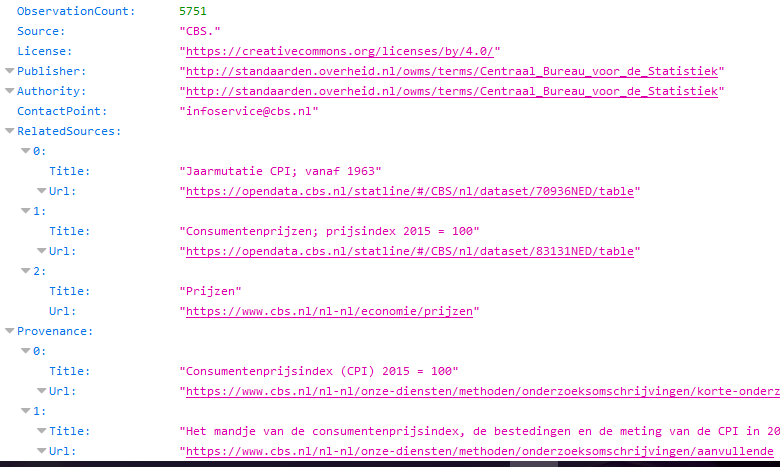 ObservationCount: 5751
Source: "CBS."
License: "https://creativecommons.org/licenses/by/4.0/"
Publisher: "http://standaarden.overheid.nl/owms/terms/Centraal_Bureau_voor_de_Statistiek"
Authority: "http://standaarden.overheid.nl/owms/terms/Centraal_Bureau_voor_de_Statistiek"
ContactPoint: "infoservice@cbs.nl"
RelatedSources:
0:
Title: "Jaarmutatie CPI; vanaf 1963"
Url: "https://opendata.cbs.nl/statline/#/CBS/nl/dataset/70936NED/table"
1:
Title: "Consumentenprijzen; prijsindex 2015 = 100"
Url: "https://opendata.cbs.nl/statline/#/CBS/nl/dataset/83131NED/table"
2:
Title: "Prijzen"
Url: "https://www.cbs.nl/nl-nl/economie/prijzen"
Provenance:
0:
Title: "Consumentenprijsindex (CPI) 2015 = 100"
Url: "https://www.cbs.nl/nl-nl/onze-diensten/methoden/onderzoeksomschrijvingen/korte-onderz
1:
Title: "Het mandje van de consumentenprijsindex, de bestedingen en de meting van de CPI in 20
Url: "https://www.cbs.nl/nl-nl/onze-diensten/methoden/onderzoeksomschrijvingen/aanvullende